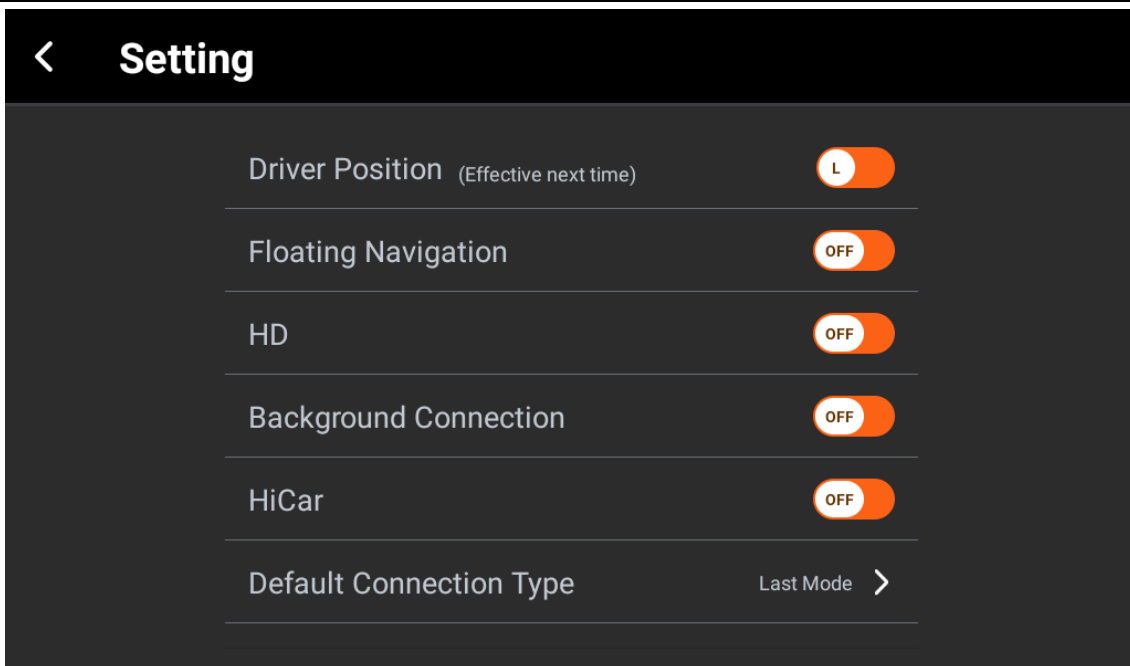 Setting
Driver Position (Effective next time) L
Floating Navigation OFF
HD OFF
Background Connection OFF
HiCar OFF
Default Connection Type Last Mode